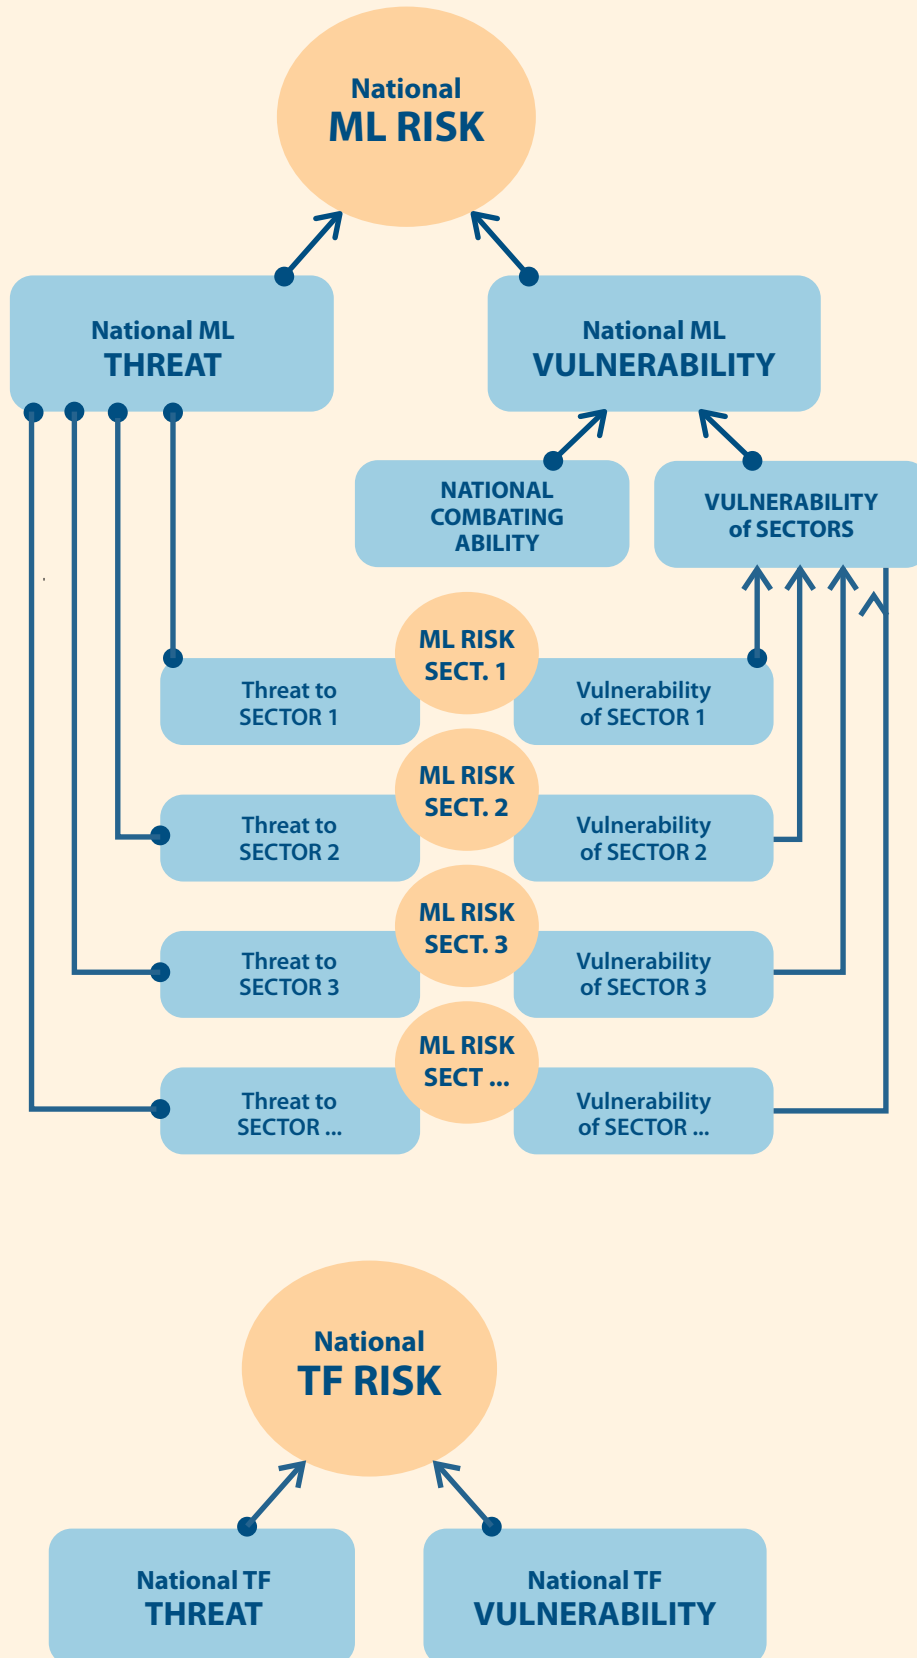 National
ML RISK
National ML
THREAT
National ML
VULNERABILITY
NATIONAL
COMBATING
ABILITY
VULNERABILITY
of SECTORS
ML RISK
SECT. 1
Threat to
SECTOR 1
Vulnerability
of SECTOR 1
ML RISK
SECT. 2
Threat to
SECTOR 2
Vulnerability
of SECTOR 2
ML RISK
SECT. 3
Threat to
SECTOR 3
Vulnerability
of SECTOR 3
ML RISK
SECT ...
Threat to
SECTOR ...
Vulnerability
of SECTOR ...
National
TF RISK
National TF
THREAT
National TF
VULNERABILITY